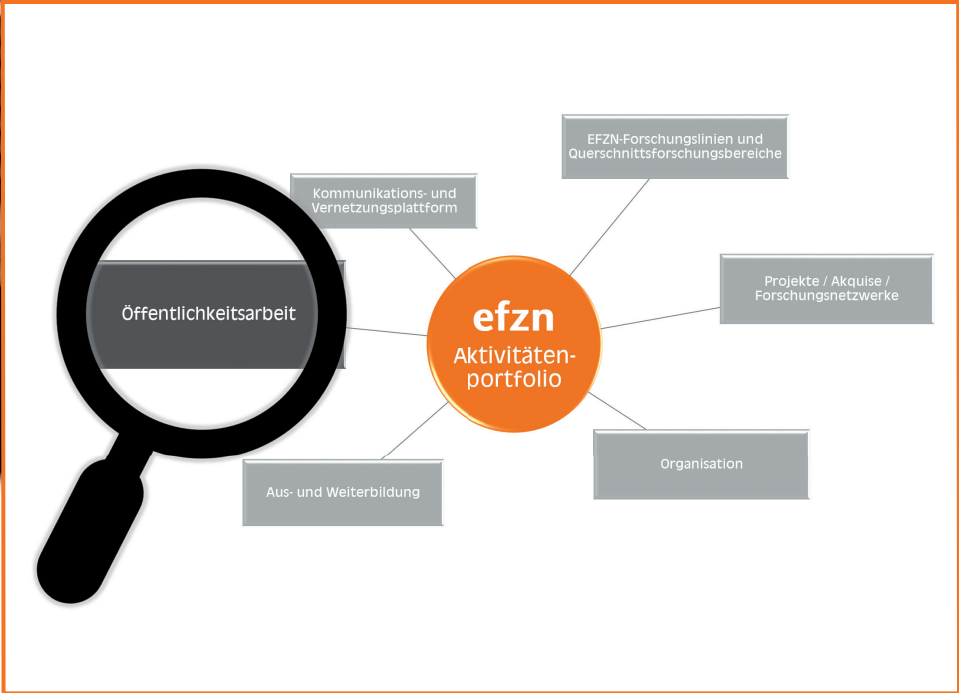 EFZN-Forschungslinien und
Querschnittsforschungsbereiche
Kommunikations- und
Vernetzungsplattform
Projekte / Akquise /
Forschungsnetzwerke
Öffentlichkeitsarbeit
efzn
Aktivitäten-
portfolio
Organisation
Aus- und Weiterbildung